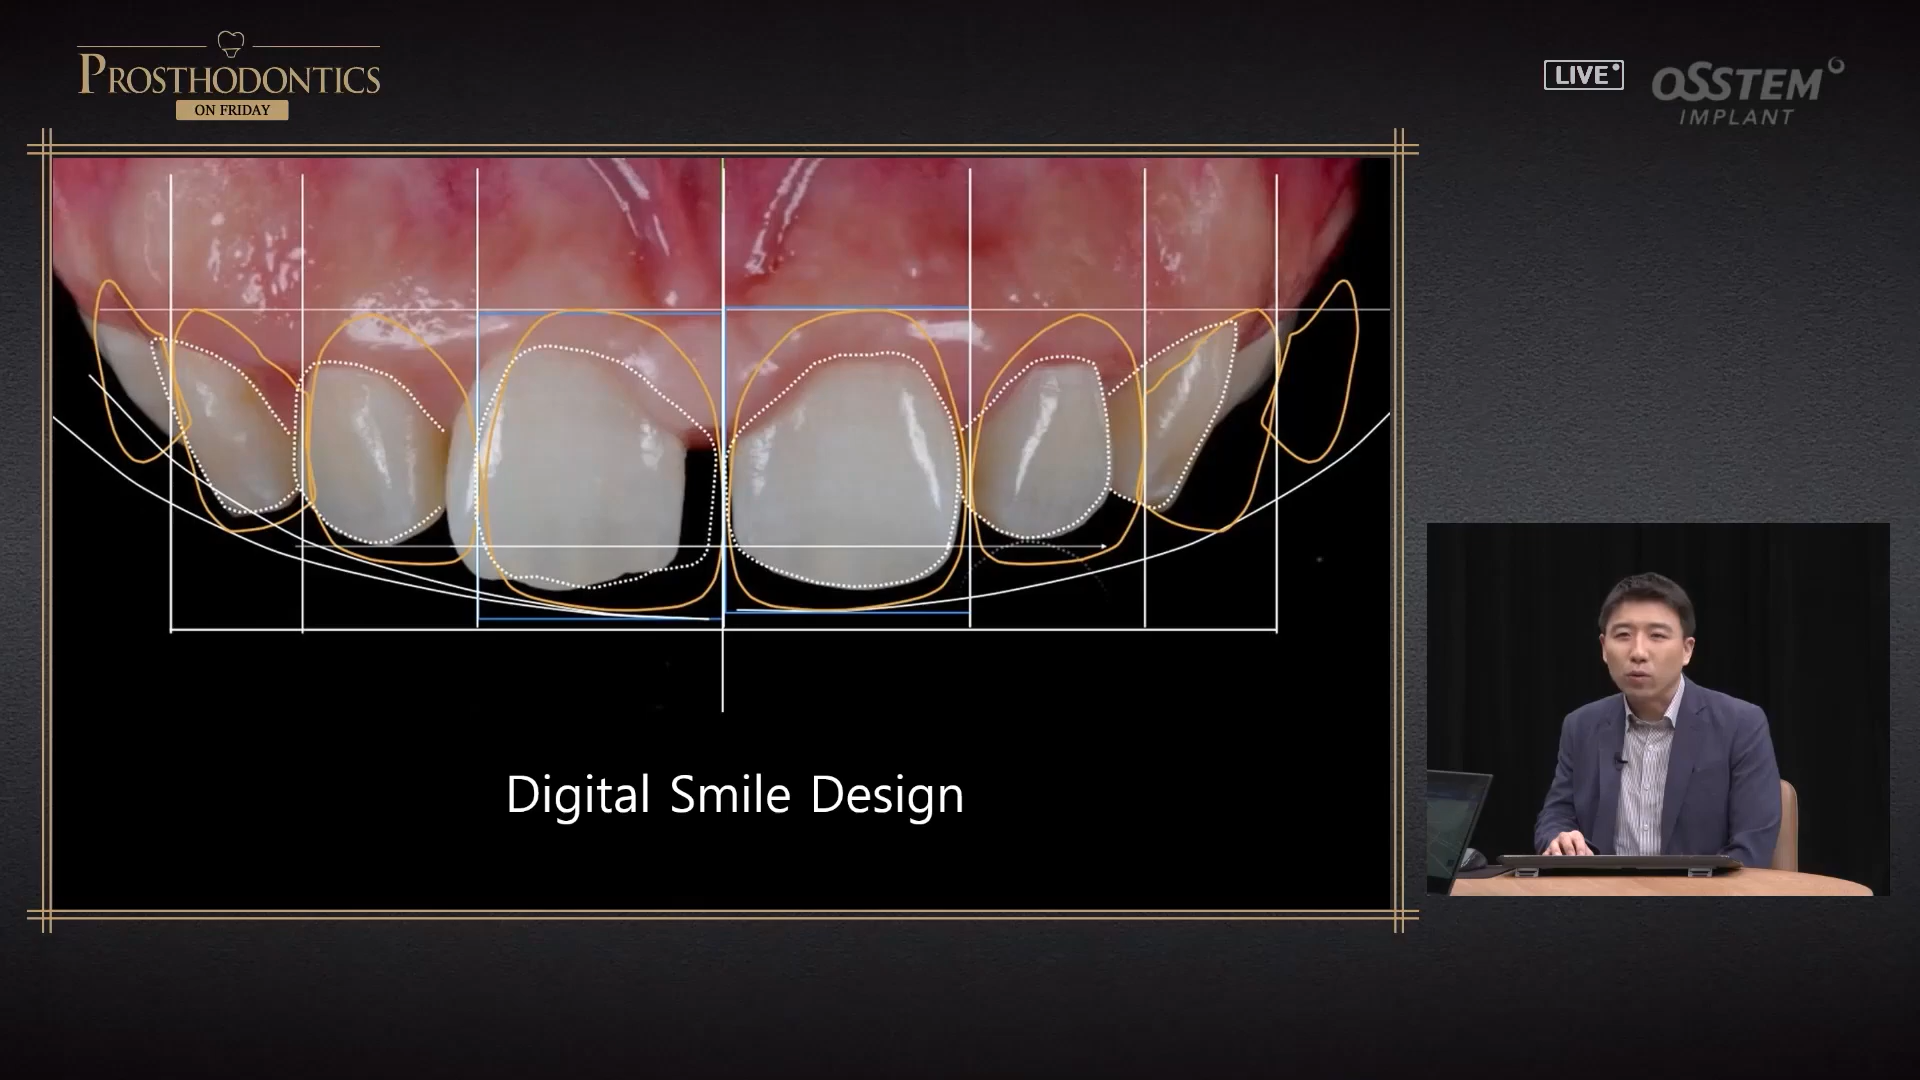 PROSTHODONTICS
ON FRIDAY
LIVE
OSSTEM
IMPLANT
Digital Smile Design